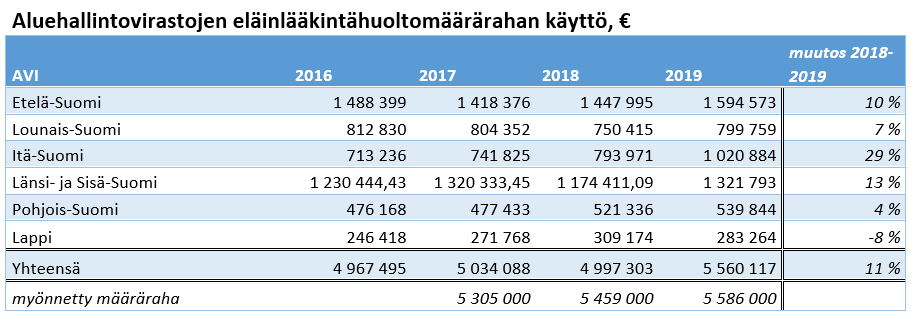 Aluehallintovirastojen eläinlääkintähuoltomäärärahan käyttö, €
AVI 2016 2017 2018 2019 muutos 2018-
2019
Etelä-Suomi 1 488 399 1 418 376 1 447 995 1 594 573 10 %
Lounais-Suomi 812 830 804 352 750 415 799 759 7 %
Itä-Suomi 713 236 741 825 793 971 1 020 884 29 %
Länsi- ja Sisä-Suomi 1 230 444,43 1 320 333,45 1 174 411,09 1 321 793 13 %
Pohjois-Suomi 476 168 477 433 521 336 539 844 4 %
Lappi 246 418 271 768 309 174 283 264 -8 %
Yhteensä 4 967 495 5 034 088 4 997 303 5 560 117 11 %
myönnetty määräraha 5 305 000 5 459 000 5 586 000